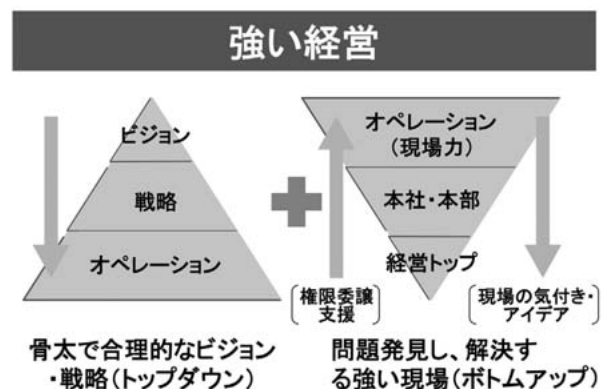 強い経営
ビジョン
戦略
オペレーション
オペレーション
(現場力)
本社・本部
経営トップ
権限委譲
支援
現場の気付き・
アイデア
骨太で合理的なビジョン
・戦略(トップダウン)
問題発見し、解決す
る強い現場(ボトムアップ)